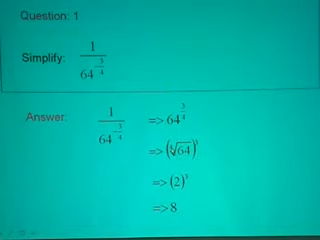 Question: 1
Simplify: 1/64^(-3/4)
Answer: 1/64^(-3/4) => 64^(3/4)
=> (√64)³
=> (2)³
=> 8